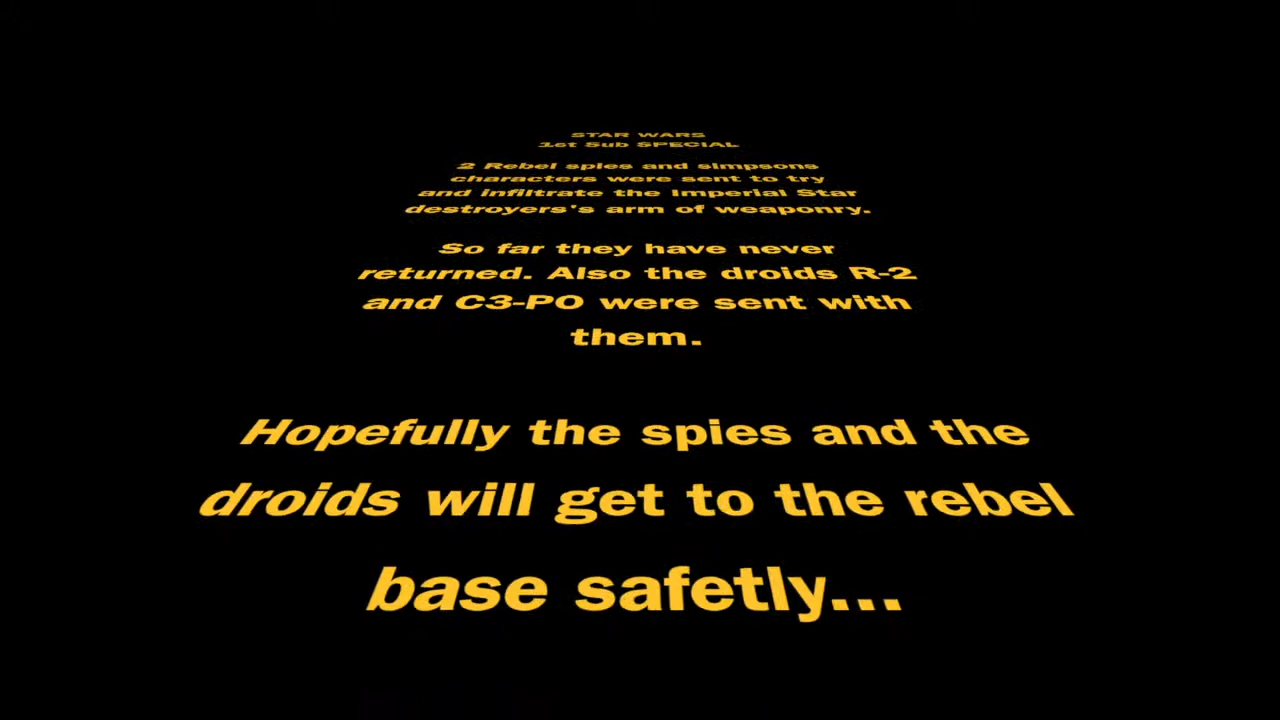 STAR WARS
1st Sub SPECIAL
2 Rebel spies and simpsons
characters were sent to try
and infiltrate the Imperial Star
destroyers's arm of weaponry.
So far they have never
returned. Also the droids R-2
and C3-PO were sent with
them.
Hopefully the spies and the
droids will get to the rebel
base safetly...